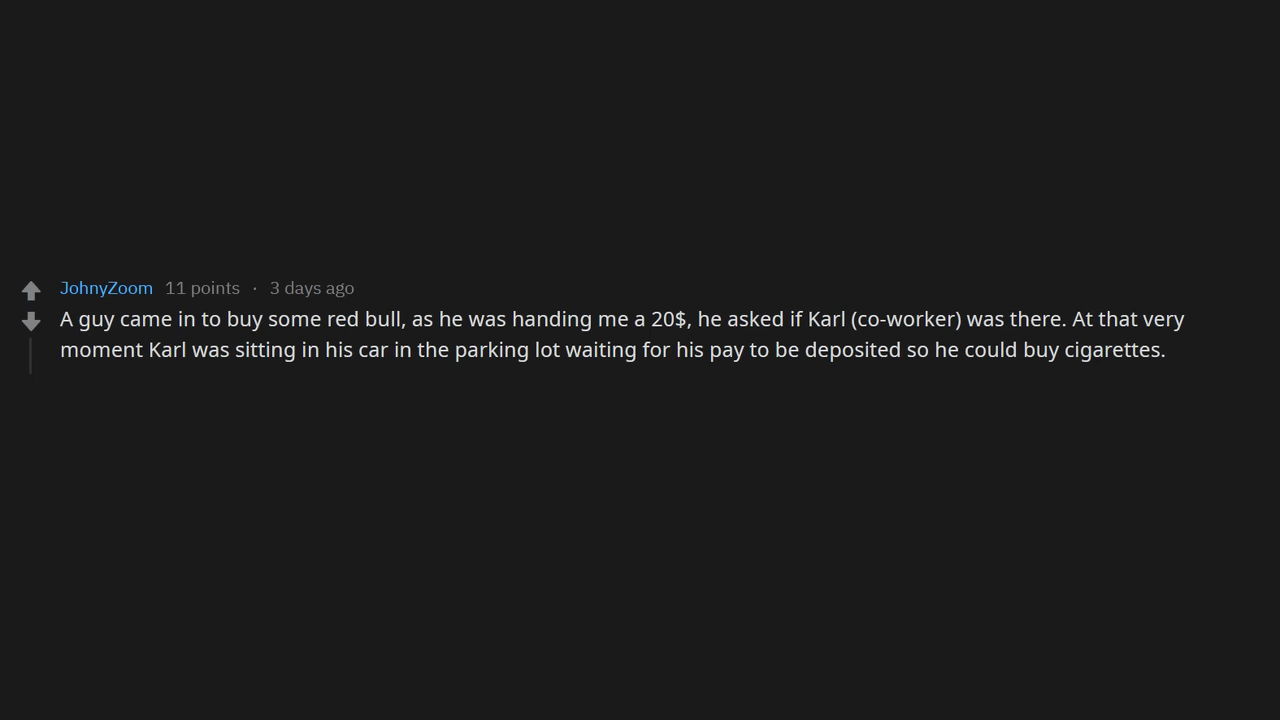 JohnyZoom 11 points · 3 days ago
A guy came in to buy some red bull, as he was handing me a 20$, he asked if Karl (co-worker) was there. At that very
moment Karl was sitting in his car in the parking lot waiting for his pay to be deposited so he could buy cigarettes.